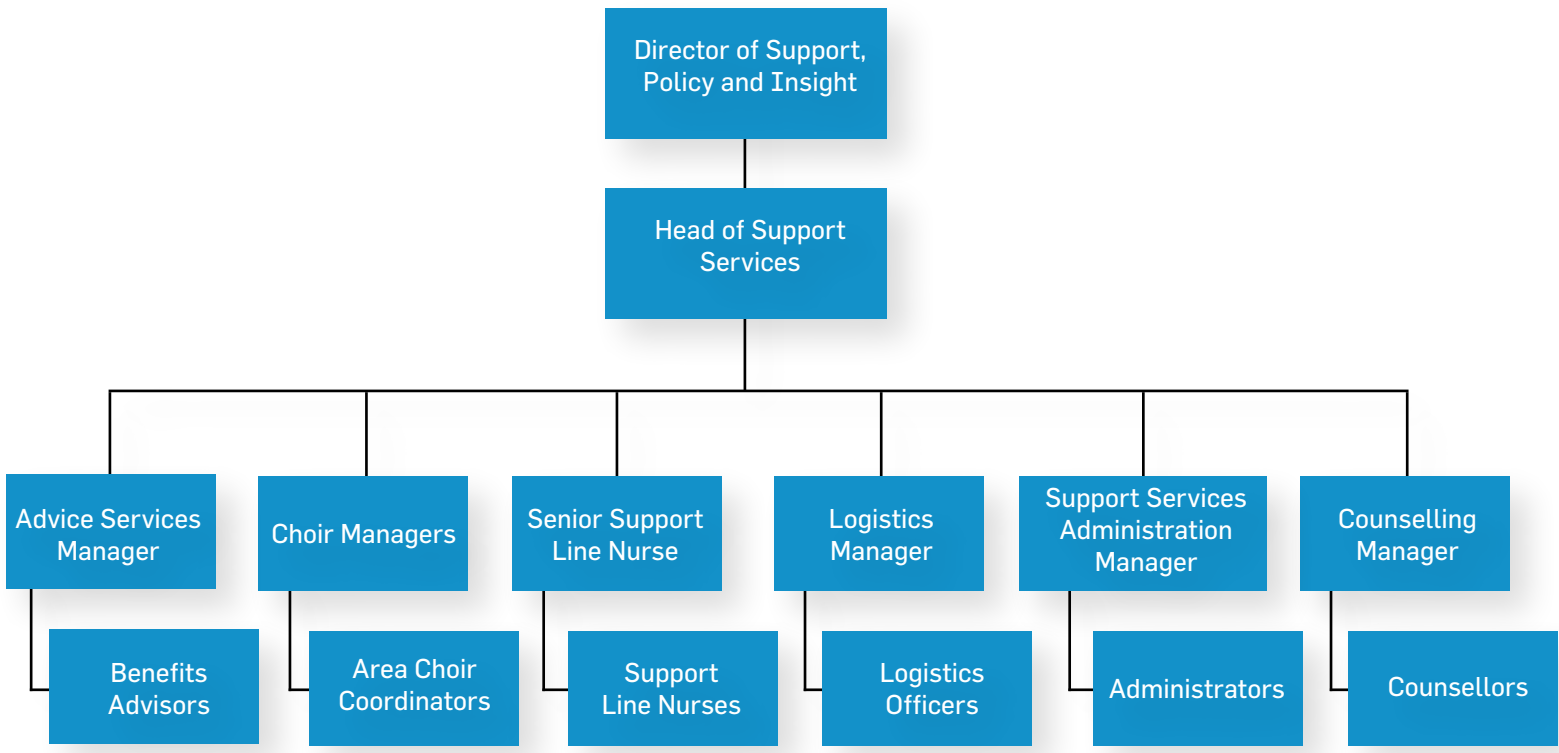 Director of Support,
Policy and Insight
Head of Support
Services
Advice Services
Manager
Choir Managers
Senior Support
Line Nurse
Logistics
Manager
Support Services
Administration
Manager
Counselling
Manager
Benefits
Advisors
Area Choir
Coordinators
Support
Line Nurses
Logistics
Officers
Administrators
Counsellors